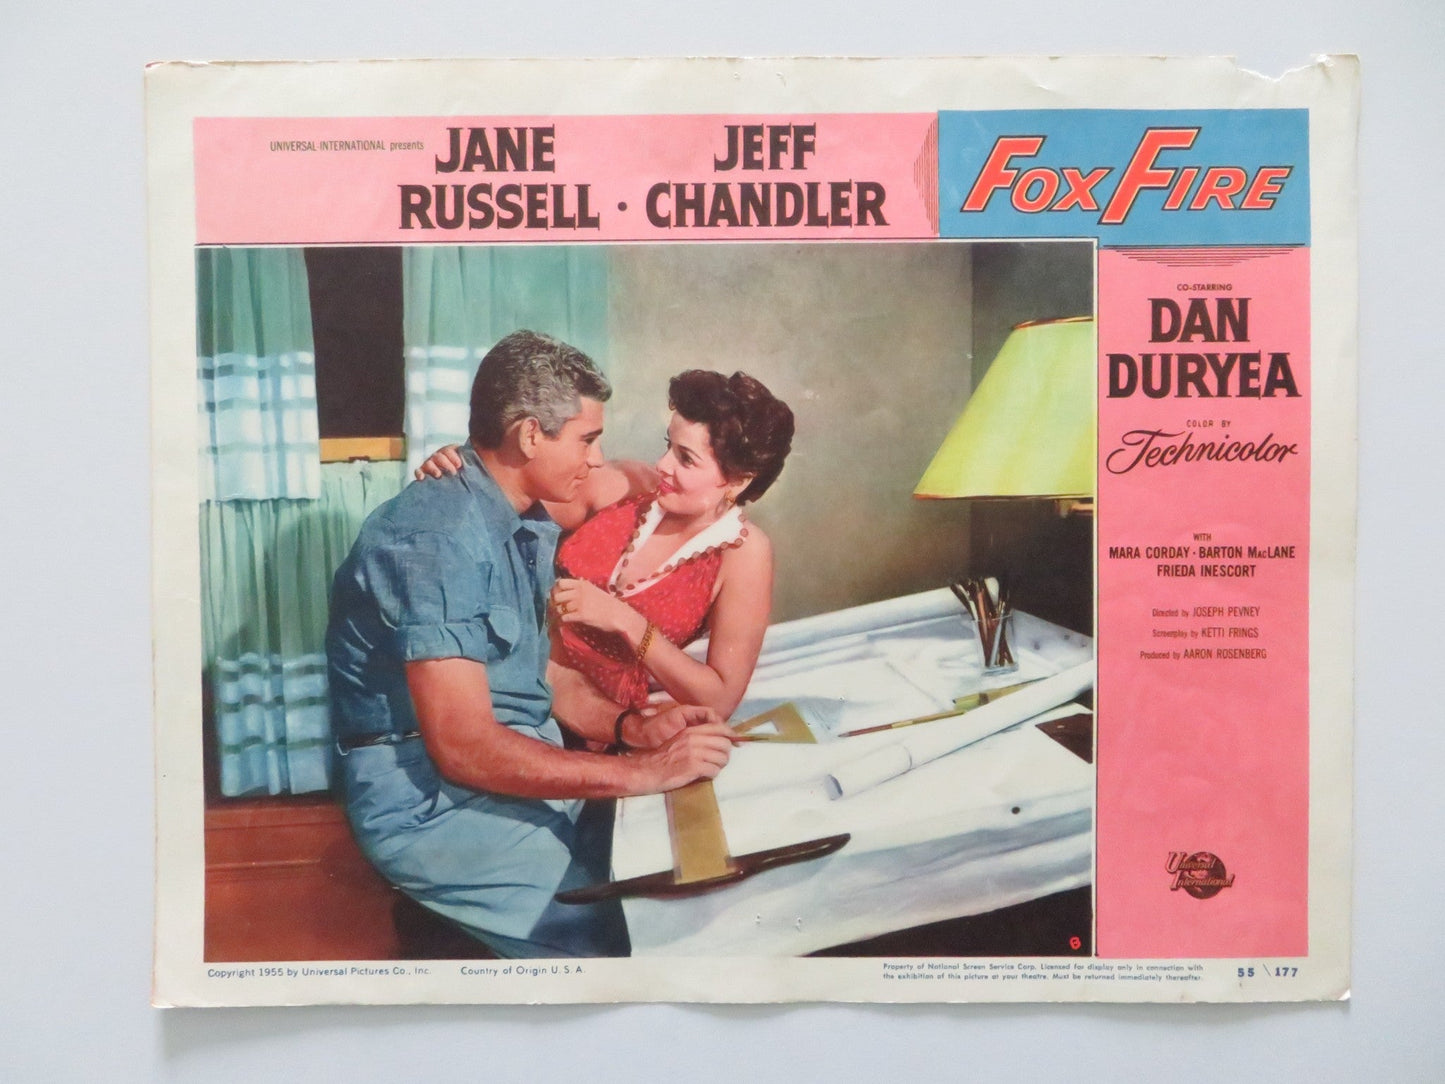 UNIVERSAL-INTERNATIONAL presents
JANE RUSSELL · JEFF CHANDLER
FOXFIRE
CO-STARRING
DAN
DURYEA
COLOR BY
Technicolor
WITH
MARA CORDAY · BARTON MacLANE
FRIEDA INESCORT
Directed by JOSEPH PEVNEY
Screenplay by KETTI FRINGS
Produced by AARON ROSENBERG
Universal
International
B
Copyright 1955 by Universal Pictures Co., Inc. Country of Origin U. S. A.
Property of National Screen Service Corp. Licensed for display only in connection with
the exhibition of this picture at your theatre. Must be returned immediately thereafter.
55 \ 177